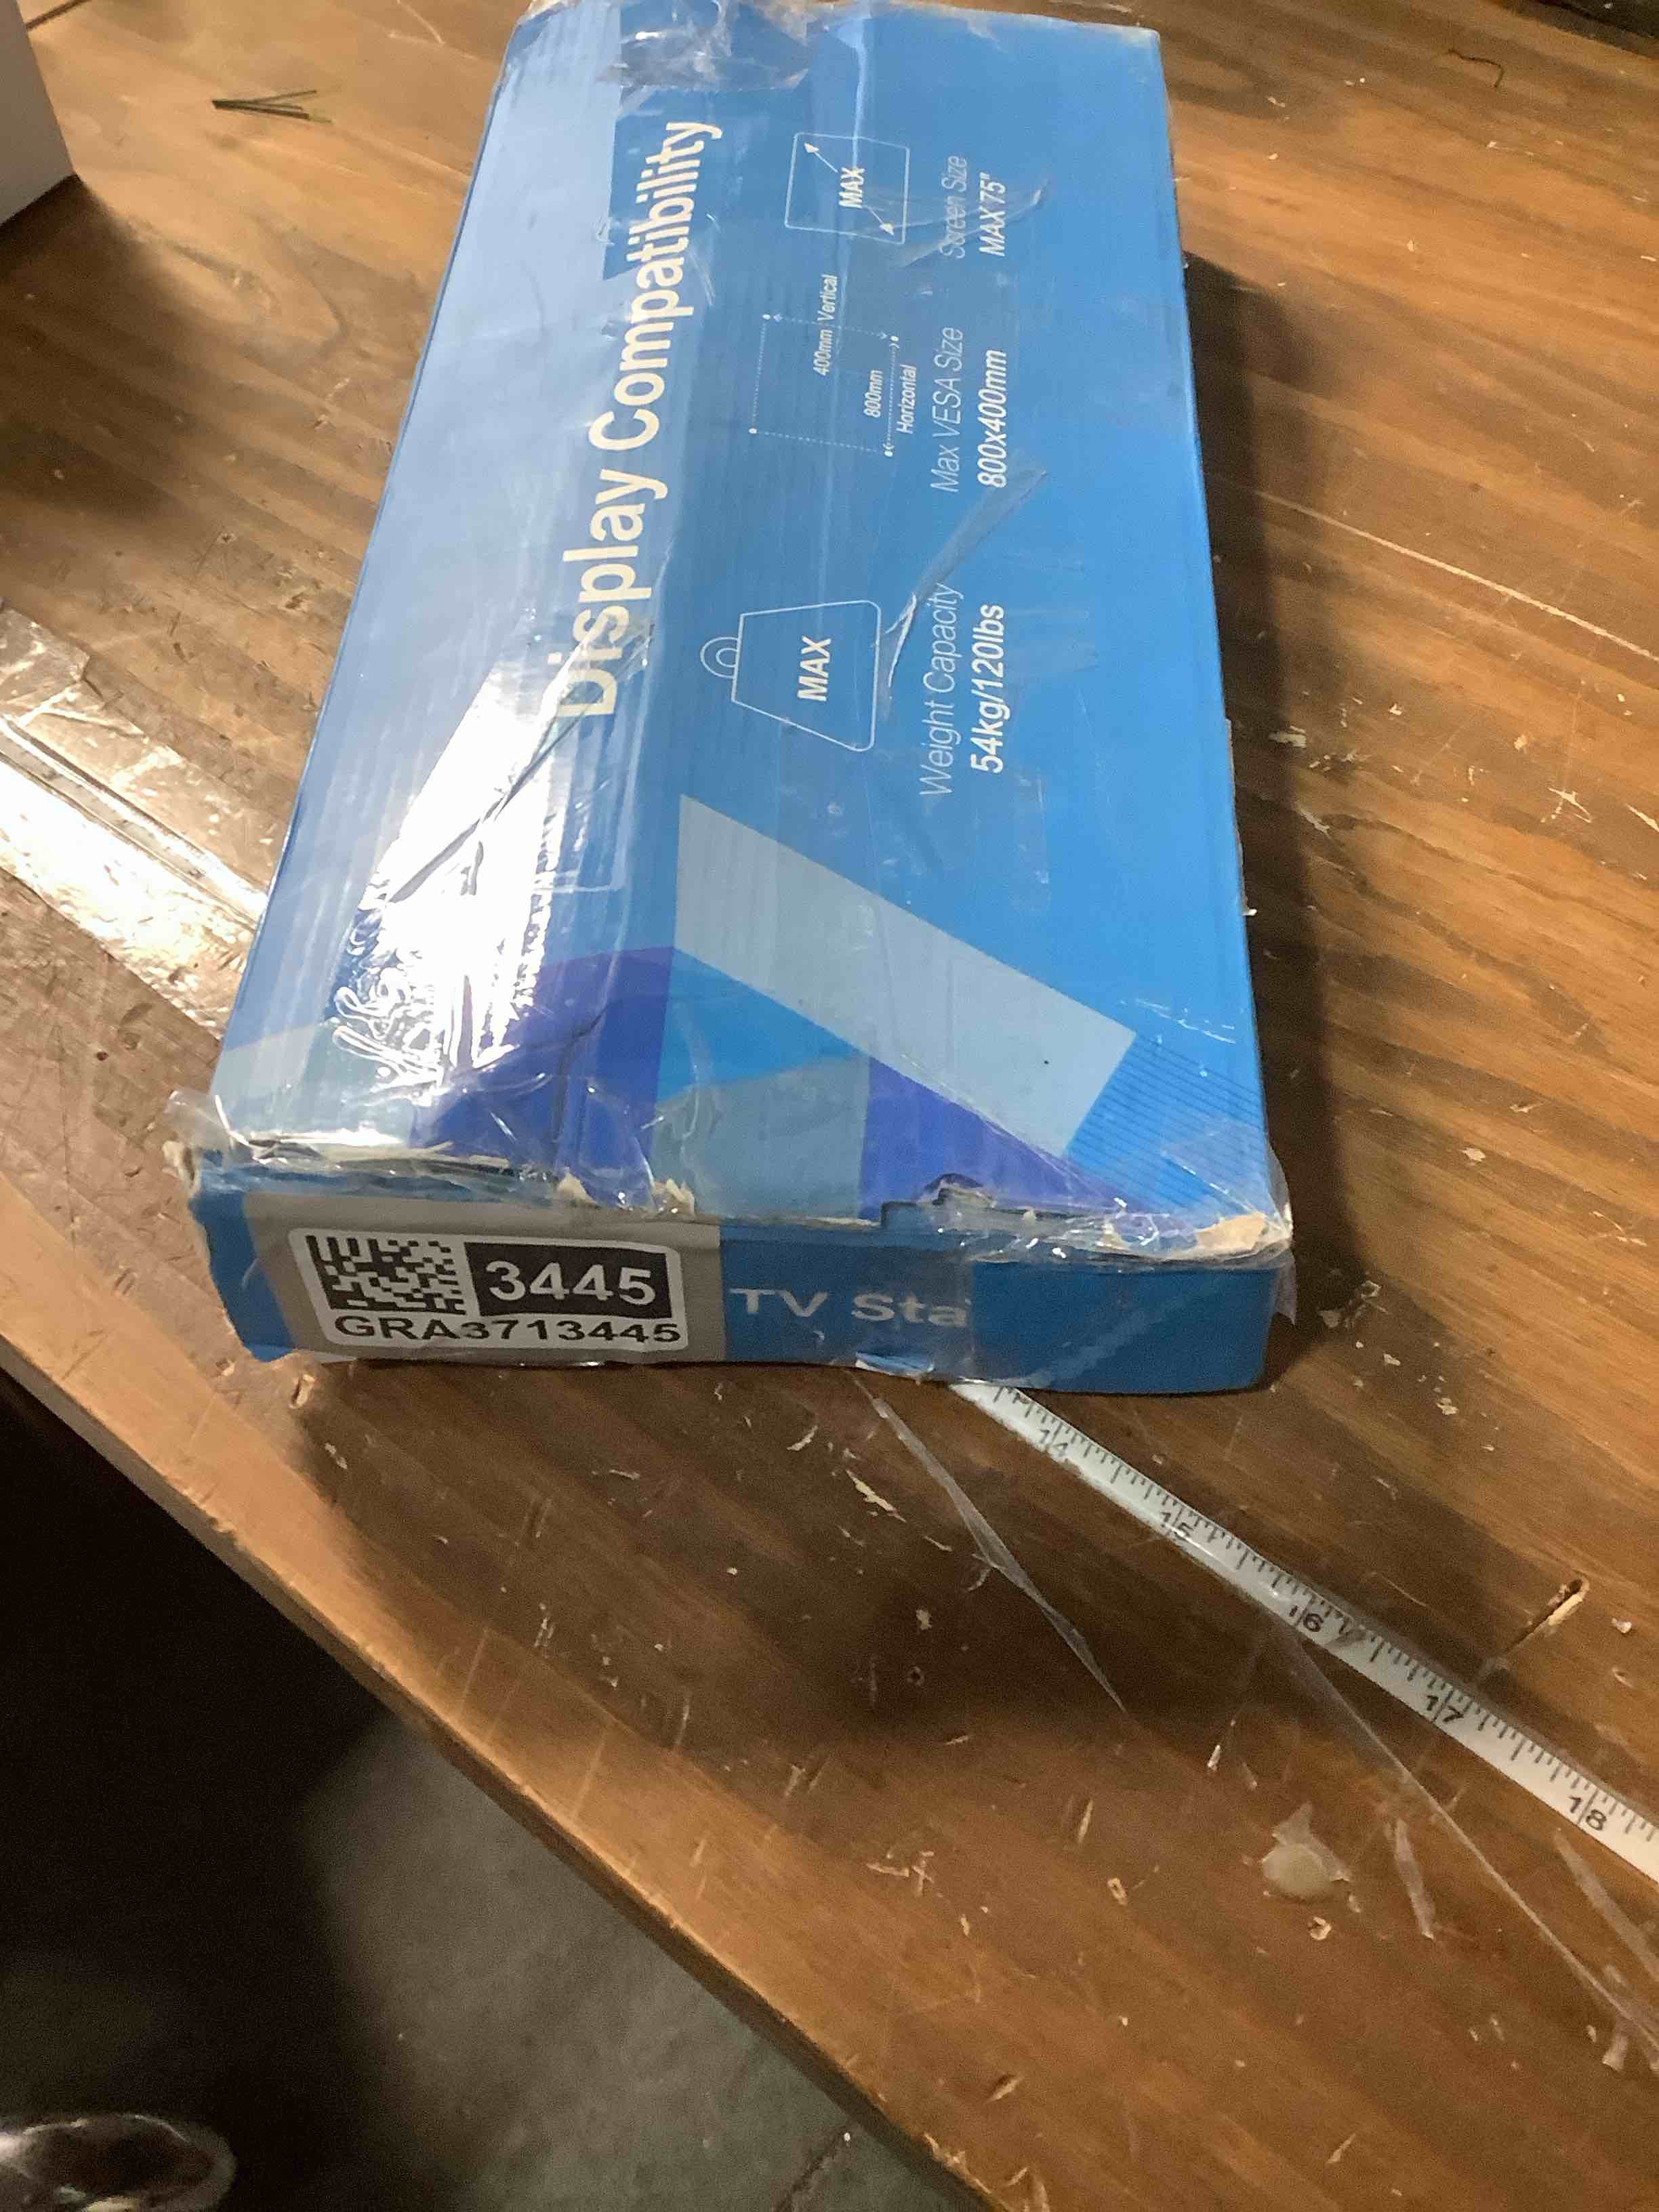 Display Compatibility
MAX
Weight Capacity
54kg/120lbs
400mm Vertical
800mm
Horizontal
Max VESA Size
800x400mm
MAX
Screen Size
MAX 75"
3445
GRA3713445
TV Sta
14
15
16
17
18